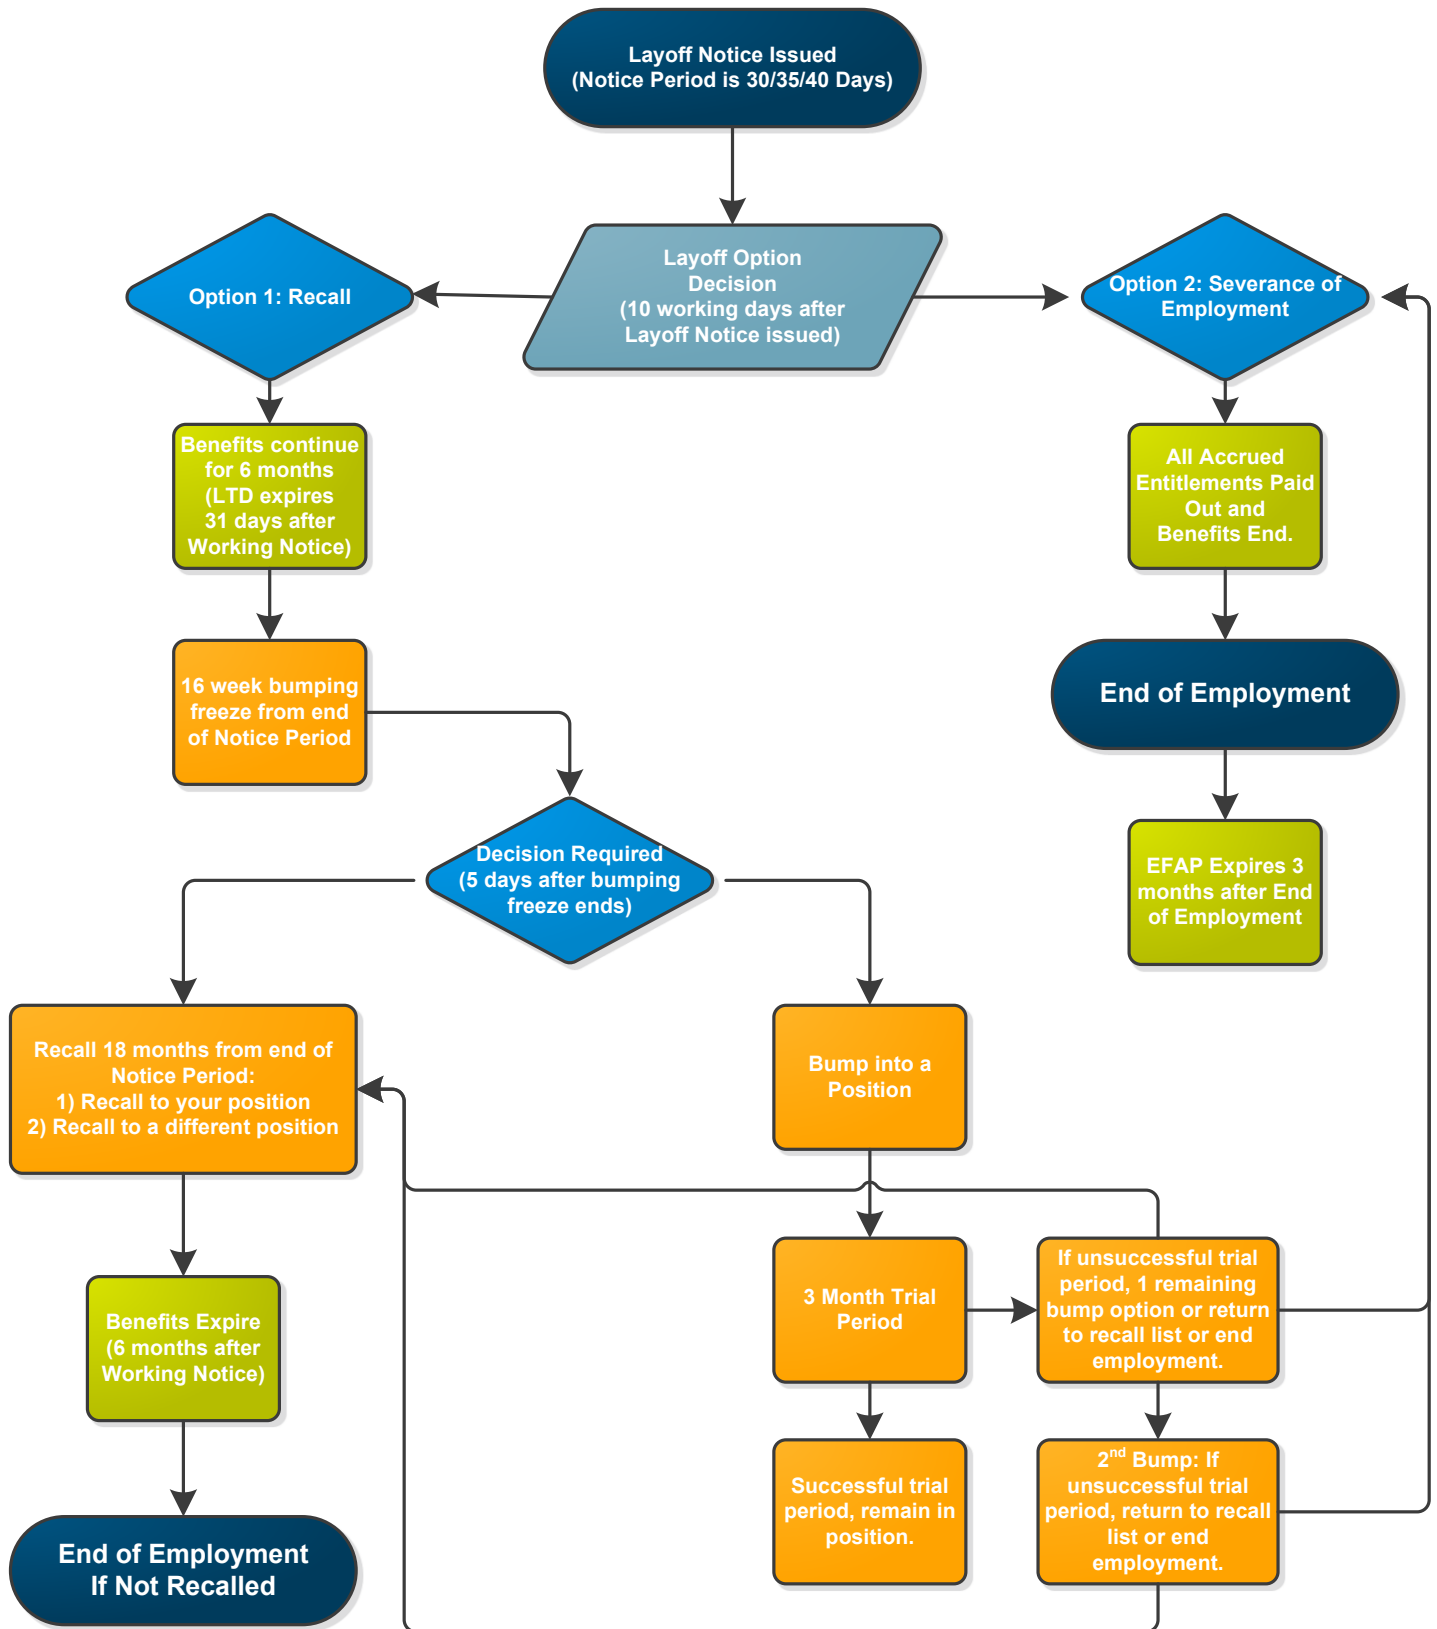 Layoff Notice Issued
(Notice Period is 30/35/40 Days)
Layoff Option
Decision
(10 working days after
Layoff Notice issued)
Option 1: Recall
Option 2: Severance of
Employment
Benefits continue
for 6 months
(LTD expires
31 days after
Working Notice)
All Accrued
Entitlements Paid
Out and
Benefits End.
16 week bumping
freeze from end
of Notice Period
End of Employment
Decision Required
(5 days after bumping
freeze ends)
EFAP Expires 3
months after End
of Employment
Recall 18 months from end of
Notice Period:
1) Recall to your position
2) Recall to a different position
Bump into a
Position
Benefits Expire
(6 months after
Working Notice)
3 Month Trial
Period
If unsuccessful trial
period, 1 remaining
bump option or return
to recall list or end
employment.
Successful trial
period, remain in
position.
2nd Bump: If
unsuccessful trial
period, return to recall
list or end
employment.
End of Employment
If Not Recalled